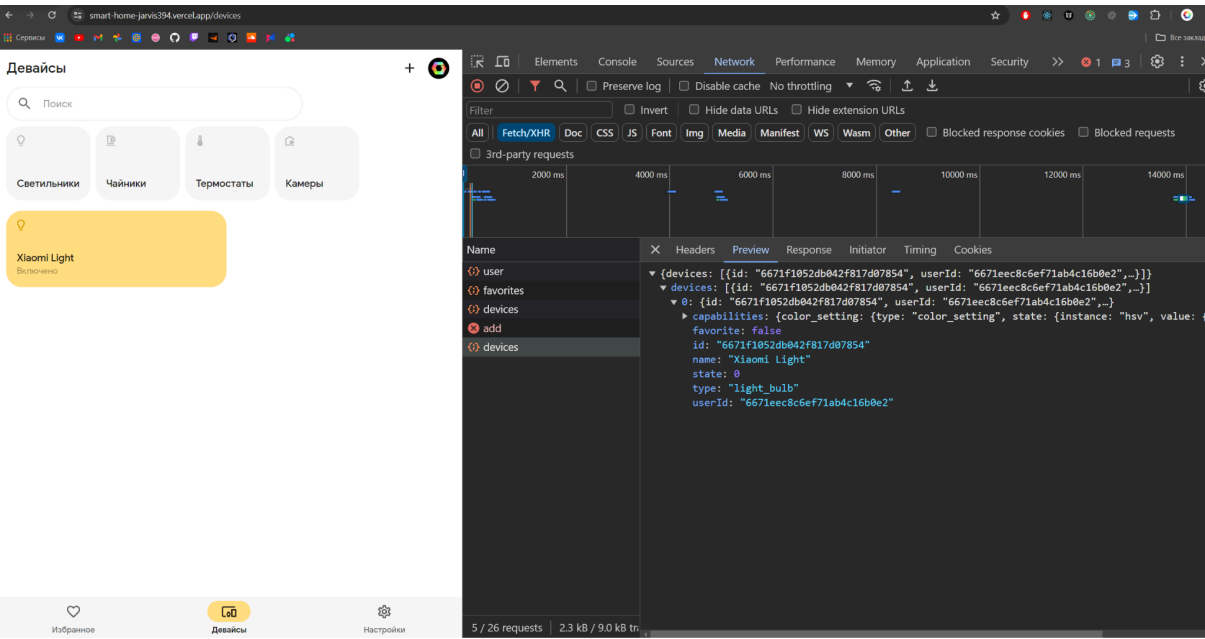 smart-home-jarvis394.vercel.app/devices
Сервисы
Все заклад
Девайсы
Поиск
Светильники Чайники Термостаты Камеры
Xiaomi Light
Включено
Избранное Девайсы Настройки
Elements Console Sources Network Performance Memory Application Security 1 3
Preserve log Disable cache No throttling
Filter Invert Hide data URLs Hide extension URLs
All Fetch/XHR Doc CSS JS Font Img Media Manifest WS Wasm Other Blocked response cookies Blocked requests
3rd-party requests
2000 ms 4000 ms 6000 ms 8000 ms 10000 ms 12000 ms 14000 ms
Name
user
favorites
devices
add
devices
Headers Preview Response Initiator Timing Cookies
{devices: [{id: "6671f1052db042f817d07854", userId: "6671eec8c6ef71ab4c16b0e2",…}]}
devices: [{id: "6671f1052db042f817d07854", userId: "6671eec8c6ef71ab4c16b0e2",…}]
0: {id: "6671f1052db042f817d07854", userId: "6671eec8c6ef71ab4c16b0e2",…}
capabilities: {color_setting: {type: "color_setting", state: {instance: "hsv", value: {
favorite: false
id: "6671f1052db042f817d07854"
name: "Xiaomi Light"
state: 0
type: "light_bulb"
userId: "6671eec8c6ef71ab4c16b0e2"
5 / 26 requests 2.3 kB / 9.0 kB tra